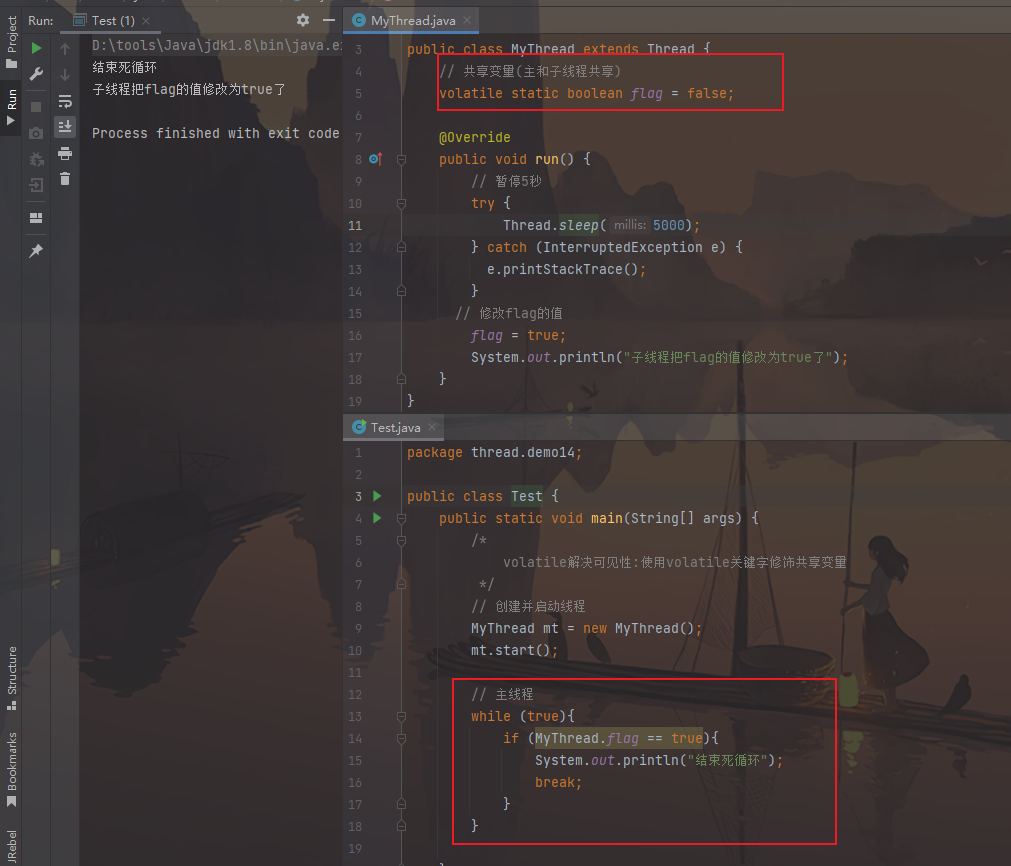 Project
Run
Structure
Bookmarks
JRebel
Run:
Test (1)
D:\tools\Java\jdk1.8\bin\java.e
结束死循环
子线程把flag的值修改为true了
Process finished with exit code
MyThread.java
3 public class MyThread extends Thread {
4 // 共享变量(主和子线程共享)
5 volatile static boolean flag = false;
6
7 @Override
8 public void run() {
9 // 暂停5秒
10 try {
11 Thread.sleep( millis: 5000);
12 } catch (InterruptedException e) {
13 e.printStackTrace();
14 }
15 // 修改flag的值
16 flag = true;
17 System.out.println("子线程把flag的值修改为true了");
18 }
19 }
Test.java
1 package thread.demo14;
2
3 public class Test {
4 public static void main(String[] args) {
5 /*
6 volatile解决可见性:使用volatile关键字修饰共享变量
7 */
8 // 创建并启动线程
9 MyThread mt = new MyThread();
10 mt.start();
11
12 // 主线程
13 while (true){
14 if (MyThread.flag == true){
15 System.out.println("结束死循环");
16 break;
17 }
18 }
19